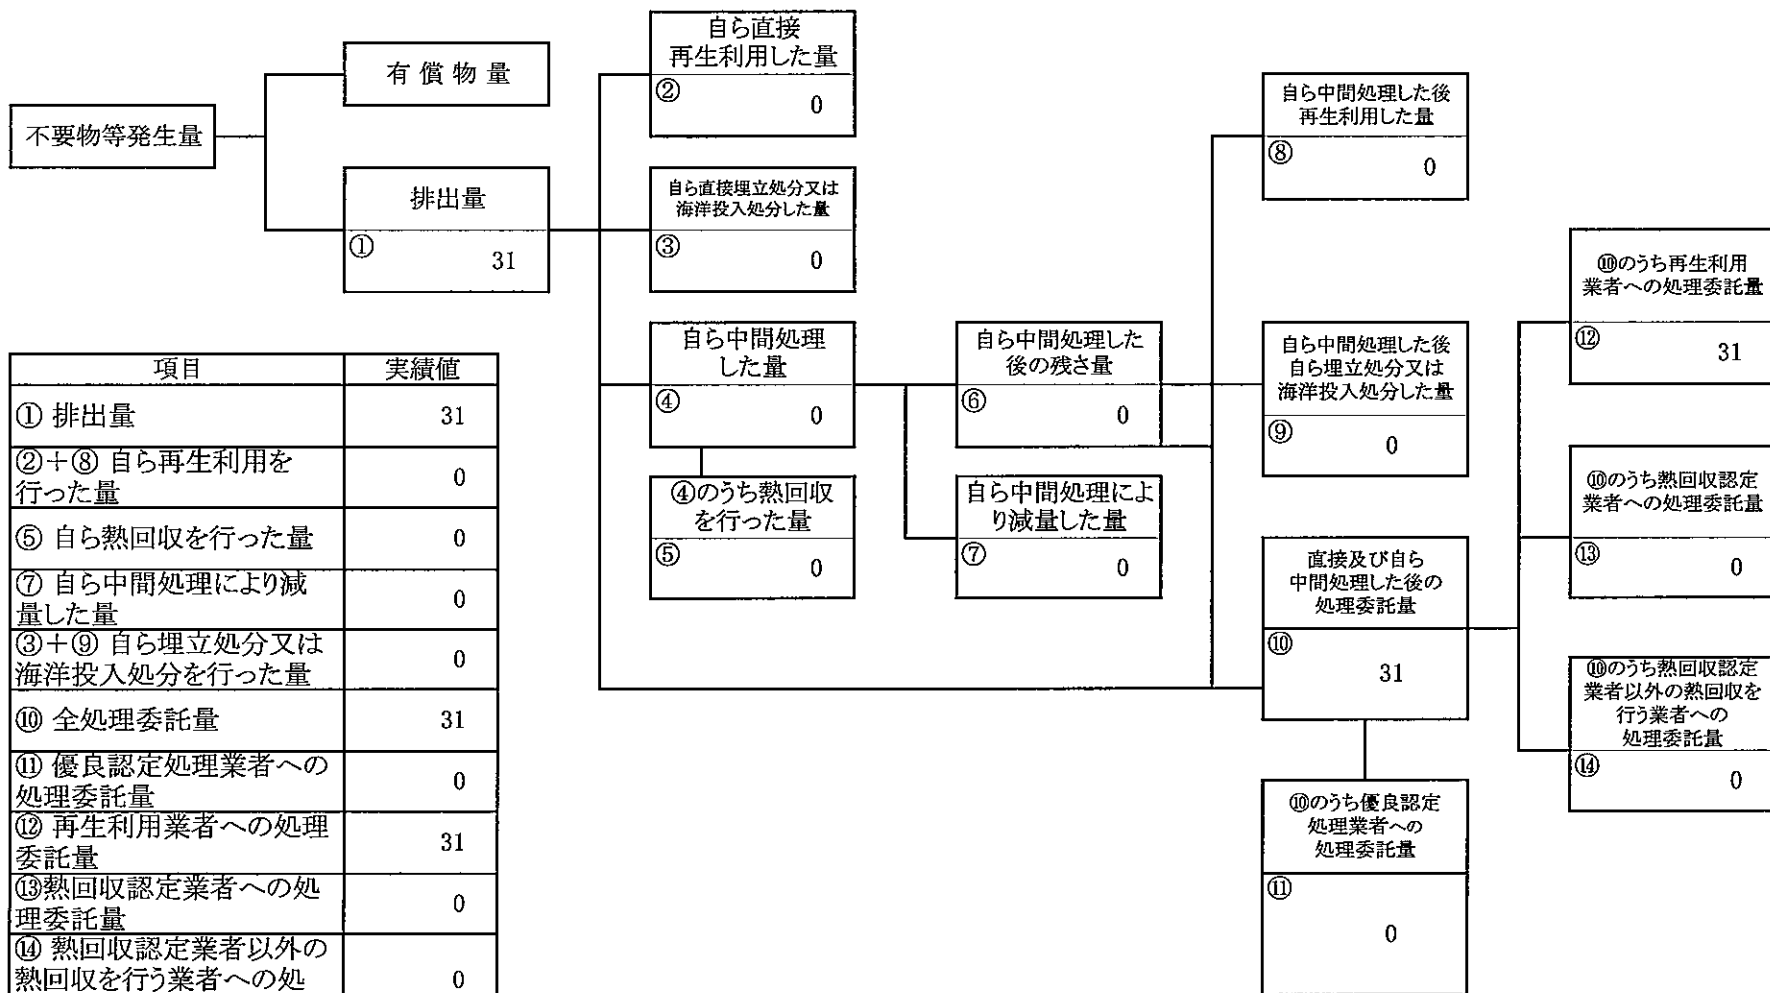 不要物等発生量
有償物量
排出量
①
31
自ら直接
再生利用した量
②
0
自ら直接埋立処分又は
海洋投入処分した量
③
0
自ら中間処理
した量
④
0
④のうち熱回収
を行った量
⑤
0
自ら中間処理した
後の残さ量
⑥
0
自ら中間処理によ
り減量した量
⑦
0
自ら中間処理した後
再生利用した量
⑧
0
自ら中間処理した後
自ら埋立処分又は
海洋投入処分した量
⑨
0
直接及び自ら
中間処理した後の
処理委託量
⑩
31
⑩のうち優良認定
処理業者への
処理委託量
⑪
0
⑩のうち再生利用
業者への処理委託量
⑫
31
⑩のうち熱回収認定
業者への処理委託量
⑬
0
⑩のうち熱回収認定
業者以外の熱回収を
行う業者への
処理委託量
⑭
0
項目 実績値
① 排出量 31
②+⑧ 自ら再生利用を
行った量 0
⑤ 自ら熱回収を行った量 0
⑦ 自ら中間処理により減
量した量 0
③+⑨ 自ら埋立処分又は
海洋投入処分を行った量 0
⑩ 全処理委託量 31
⑪ 優良認定処理業者への
処理委託量 0
⑫ 再生利用業者への処理
委託量 31
⑬熱回収認定業者への処
理委託量 0
⑭ 熱回収認定業者以外の
熱回収を行う業者への処 0